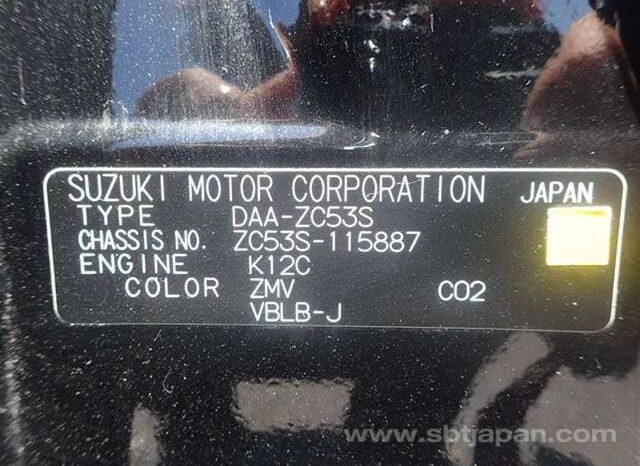 SUZUKI MOTOR CORPORATION JAPAN
TYPE DAA-ZC53S
CHASSIS NO. ZC53S-115887
ENGINE K12C
COLOR ZMV C02
VBLB-J
www.sbtjapan.com